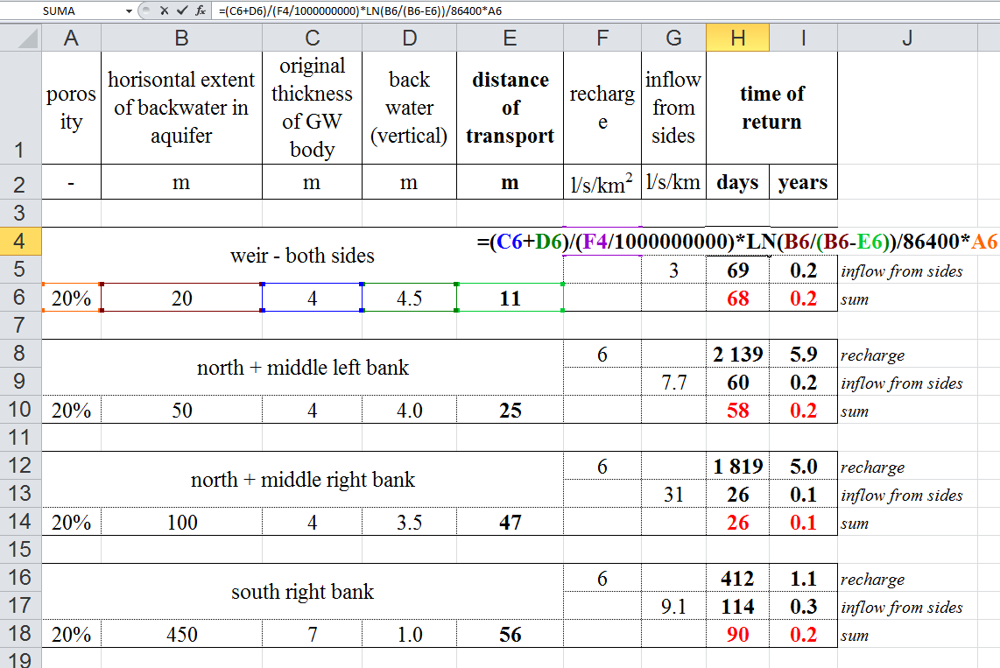 SUMA =(C6+D6)/(F4/1000000000)*LN(B6/(B6-E6))/86400*A6
A B C D E F G H I J
1 porosity horisontal extent of backwater in aquifer original thickness of GW body back water (vertical) distance of transport recharge inflow from sides time of return
2 - m m m m l/s/km² l/s/km days years
3
4 weir - both sides =(C6+D6)/(F4/1000000000)*LN(B6/(B6-E6))/86400*A6
5 3 69 0.2 inflow from sides
6 20% 20 4 4.5 11 68 0.2 sum
7
8 north + middle left bank 6 2 139 5.9 recharge
9 7.7 60 0.2 inflow from sides
10 20% 50 4 4.0 25 58 0.2 sum
11
12 north + middle right bank 6 1 819 5.0 recharge
13 31 26 0.1 inflow from sides
14 20% 100 4 3.5 47 26 0.1 sum
15
16 south right bank 6 412 1.1 recharge
17 9.1 114 0.3 inflow from sides
18 20% 450 7 1.0 56 90 0.2 sum
19